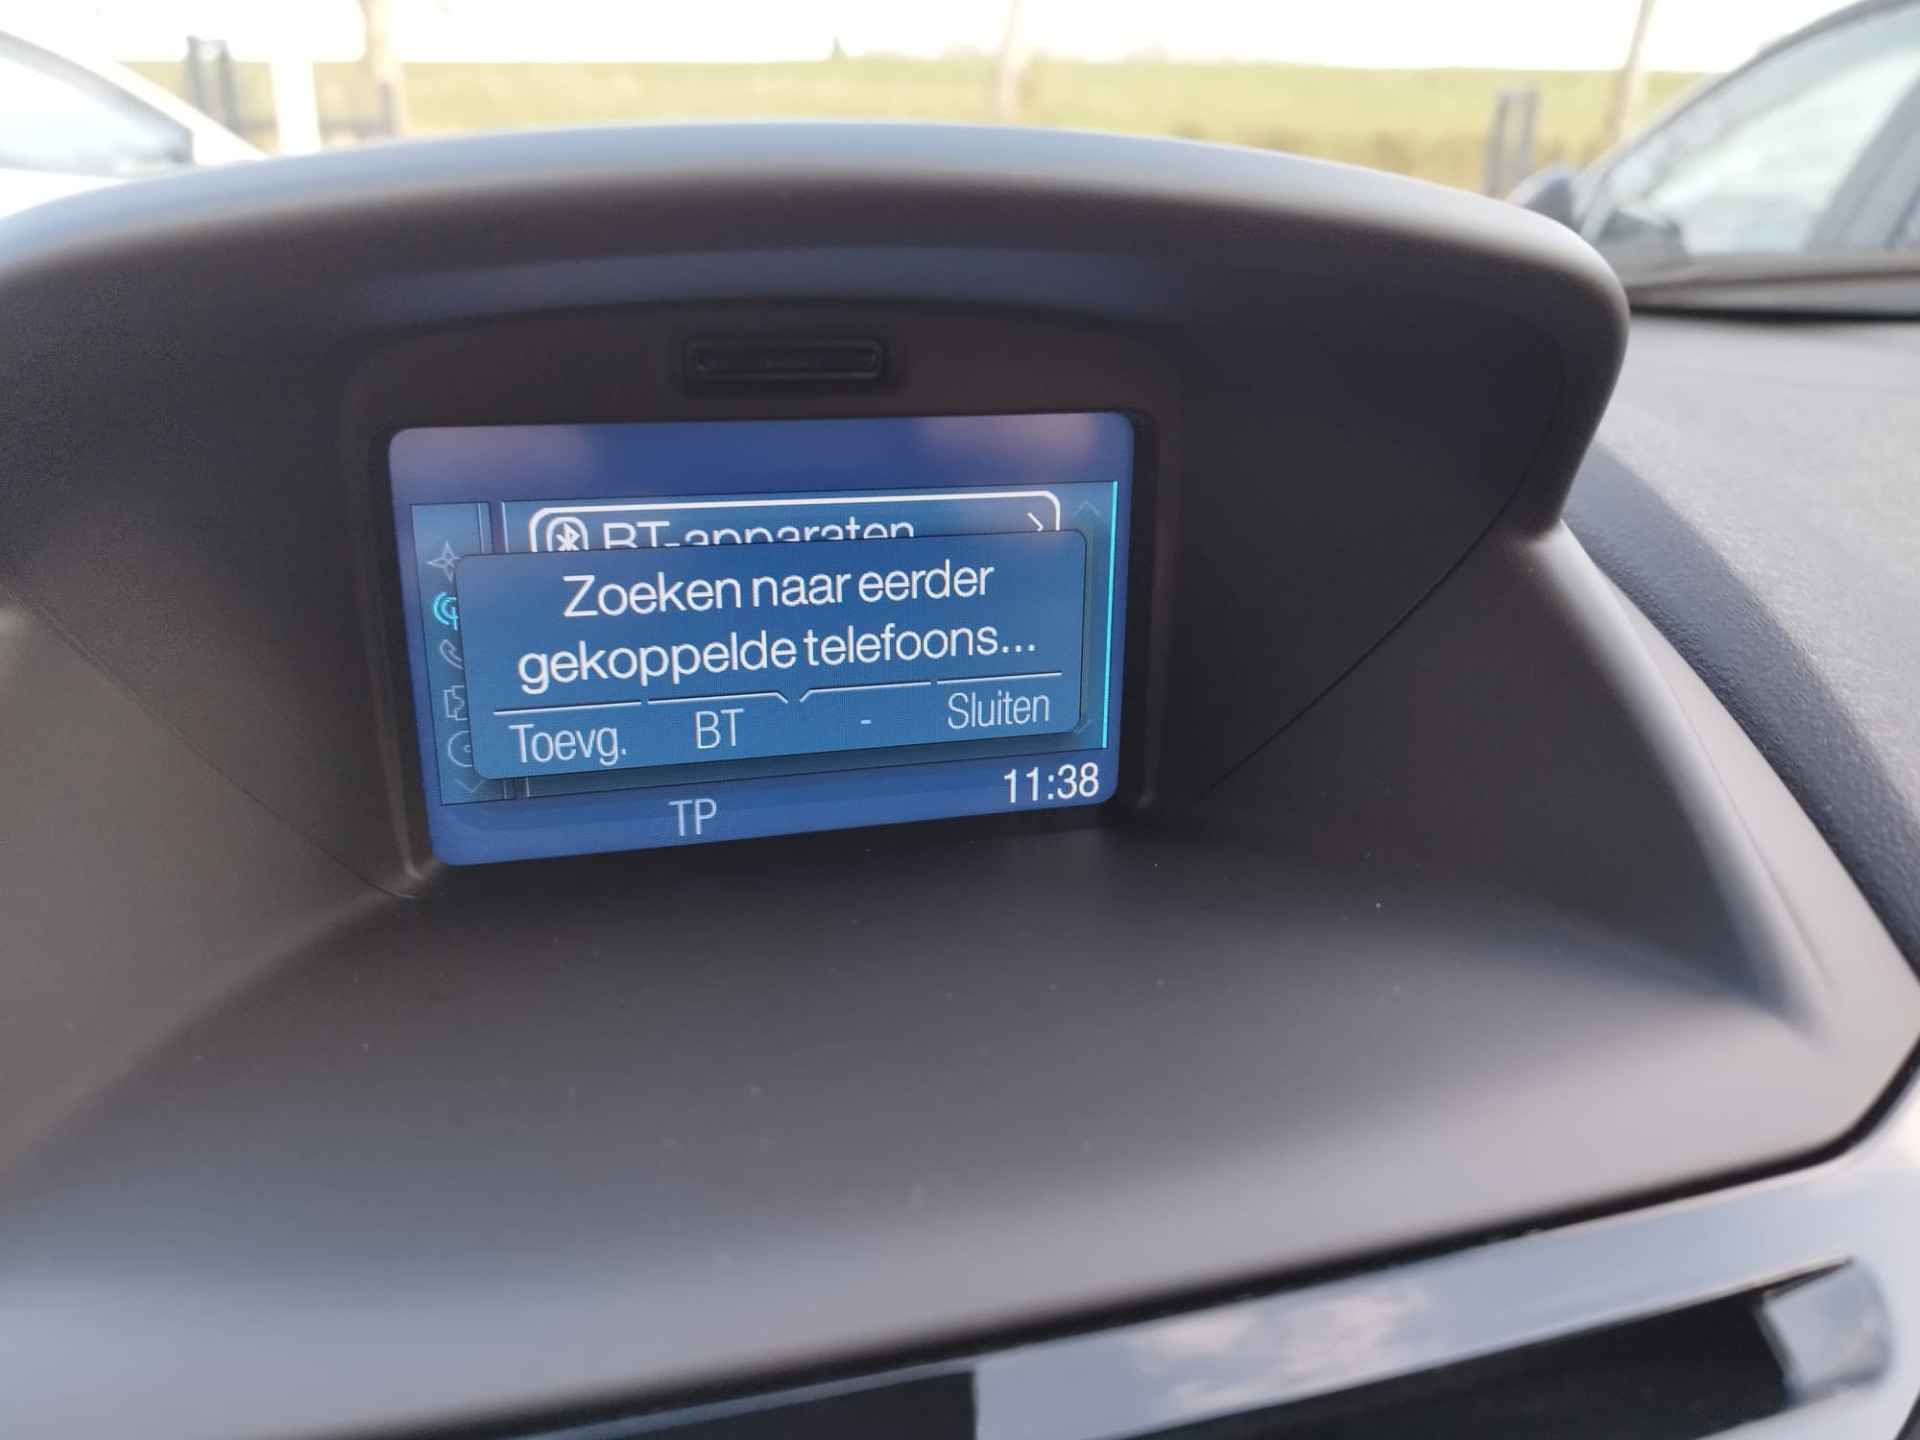 BT-apparaten
Zoeken naar eerder
gekoppelde telefoons...
Toevg. BT - Sluiten
TP 11:38